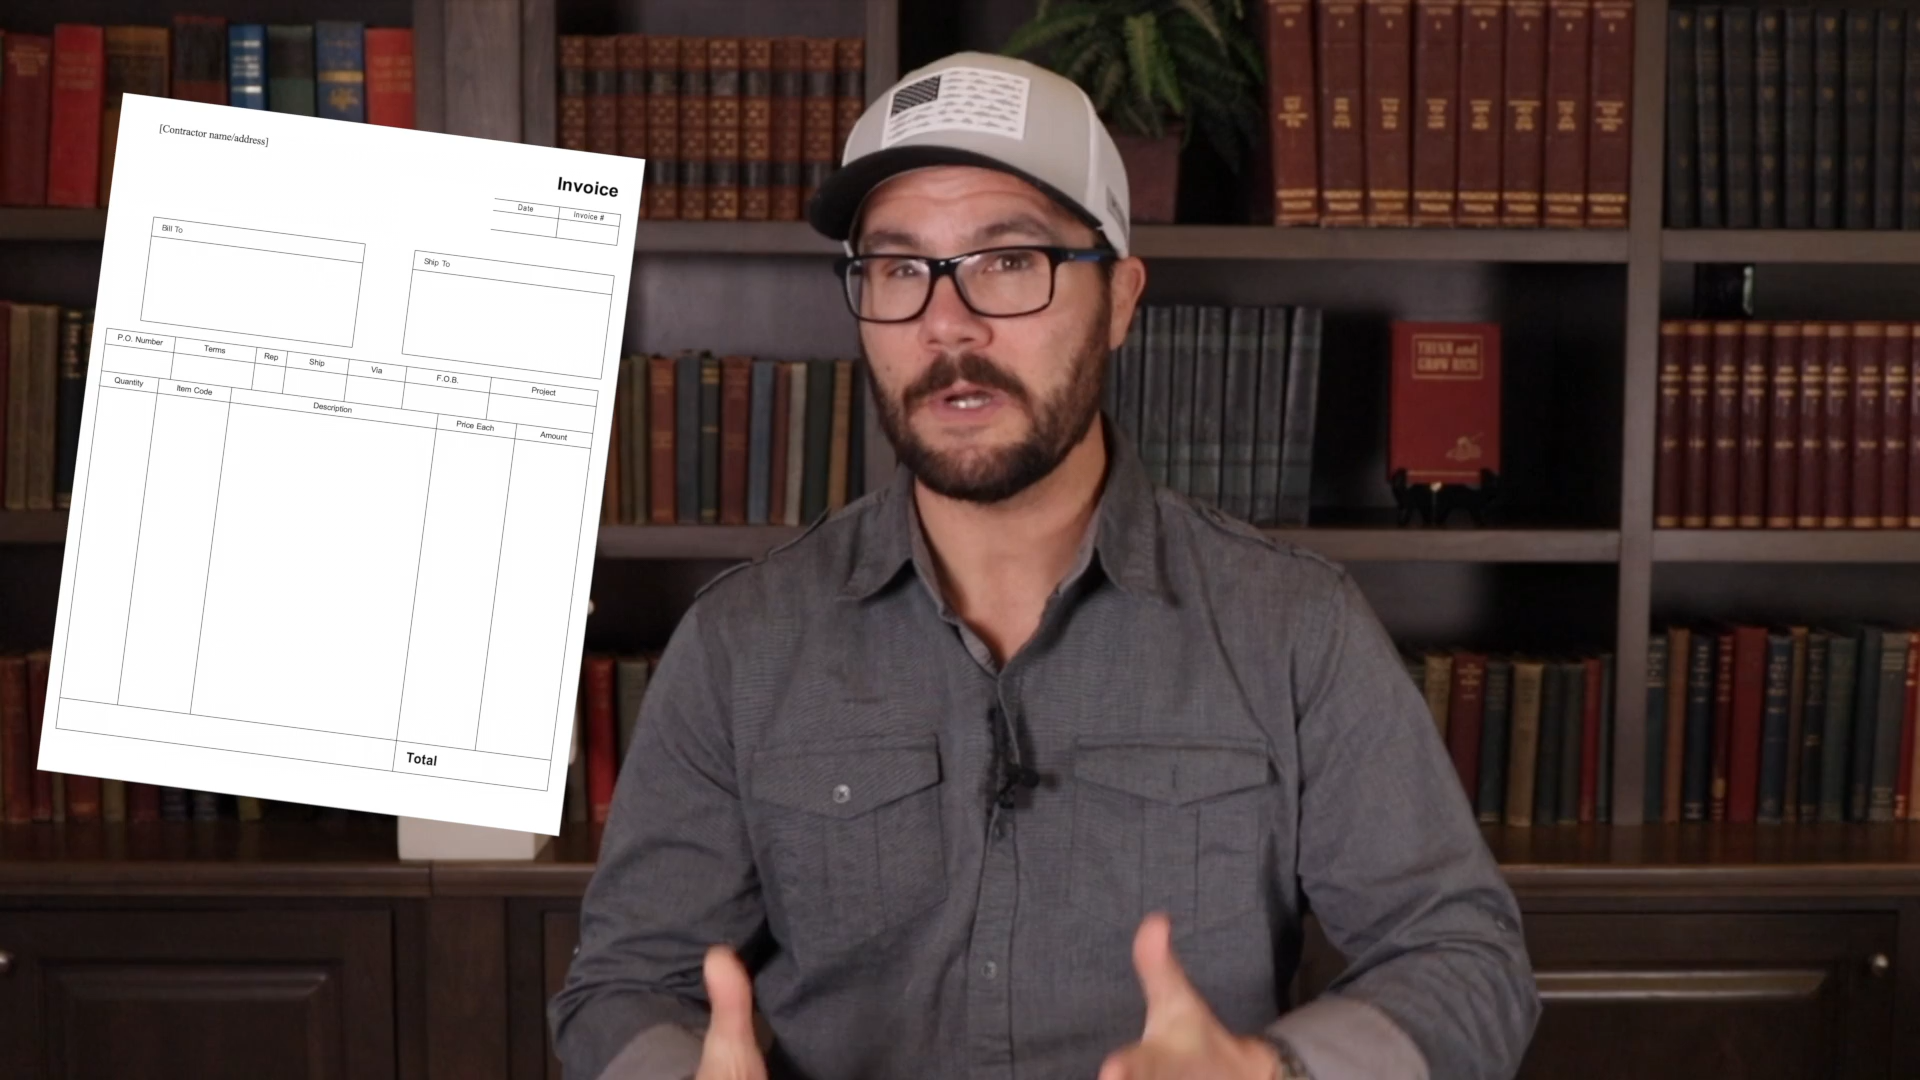 [Contractor name/address]
Invoice
Date Invoice #
Bill To
Ship To
P.O. Number Terms Rep Ship Via F.O.B. Project
Quantity Item Code Description Price Each Amount
Total
THINK and
GROW RICH